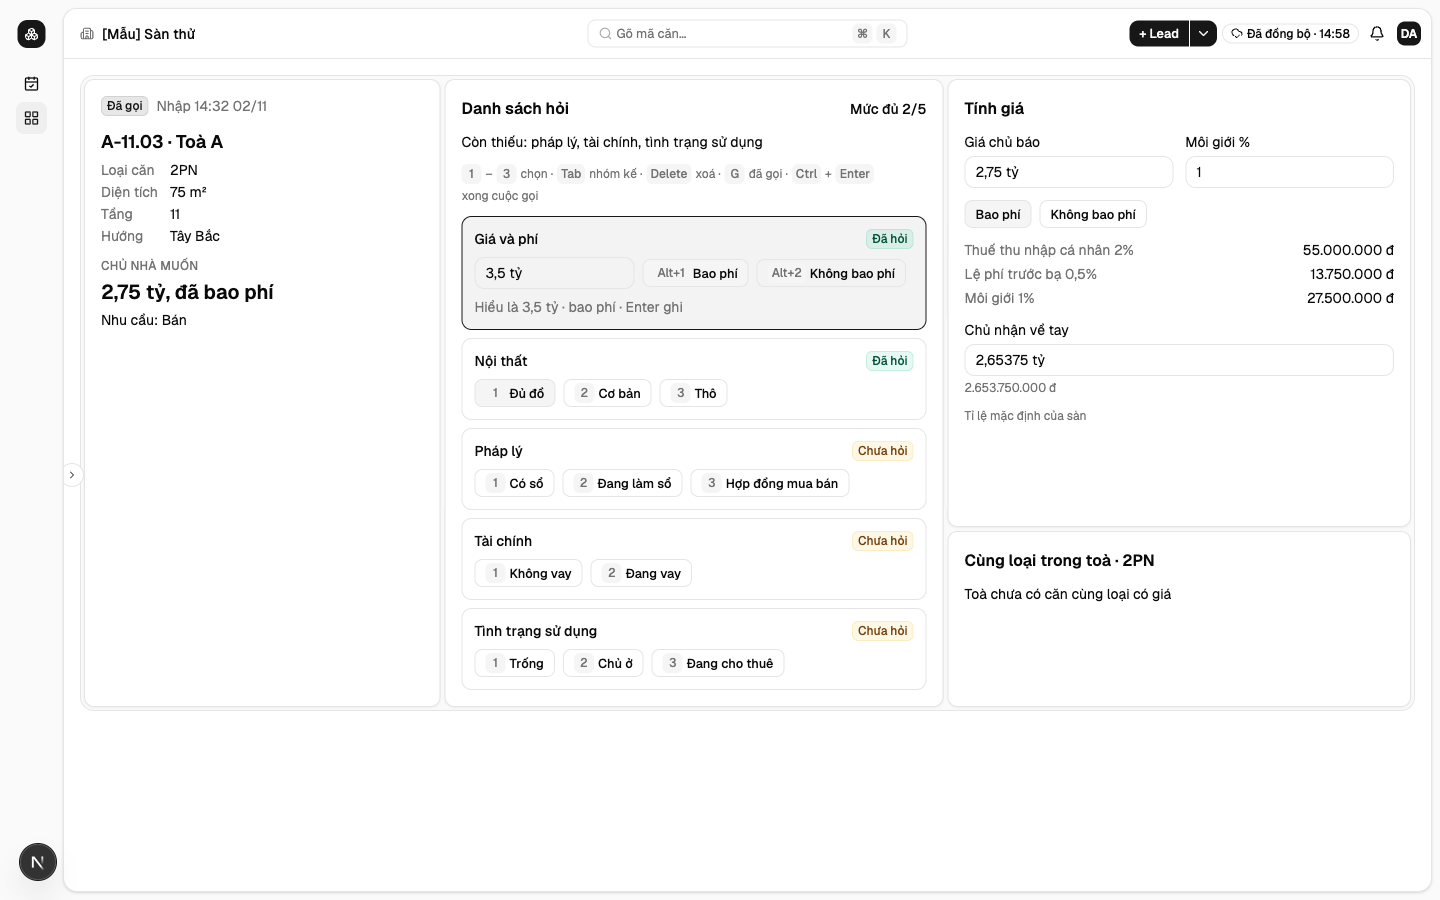 [Mẫu] Sàn thử
Gõ mã căn...
⌘ K
+ Lead
Đã đồng bộ · 14:58
DA
Đã gọi Nhập 14:32 02/11
A-11.03 · Toà A
Loại căn 2PN
Diện tích 75 m²
Tầng 11
Hướng Tây Bắc
CHỦ NHÀ MUỐN
2,75 tỷ, đã bao phí
Nhu cầu: Bán
Danh sách hỏi Mức đủ 2/5
Còn thiếu: pháp lý, tài chính, tình trạng sử dụng
1 – 3 chọn · Tab nhóm kế · Delete xoá · G đã gọi · Ctrl + Enter
xong cuộc gọi
Giá và phí Đã hỏi
3,5 tỷ Alt+1 Bao phí Alt+2 Không bao phí
Hiểu là 3,5 tỷ · bao phí · Enter ghi
Nội thất Đã hỏi
1 Đủ đồ 2 Cơ bản 3 Thô
Pháp lý Chưa hỏi
1 Có sổ 2 Đang làm sổ 3 Hợp đồng mua bán
Tài chính Chưa hỏi
1 Không vay 2 Đang vay
Tình trạng sử dụng Chưa hỏi
1 Trống 2 Chủ ở 3 Đang cho thuê
Tính giá
Giá chủ báo Môi giới %
2,75 tỷ 1
Bao phí Không bao phí
Thuế thu nhập cá nhân 2% 55.000.000 đ
Lệ phí trước bạ 0,5% 13.750.000 đ
Môi giới 1% 27.500.000 đ
Chủ nhận về tay
2,65375 tỷ
2.653.750.000 đ
Tỉ lệ mặc định của sàn
Cùng loại trong toà · 2PN
Toà chưa có căn cùng loại có giá
N